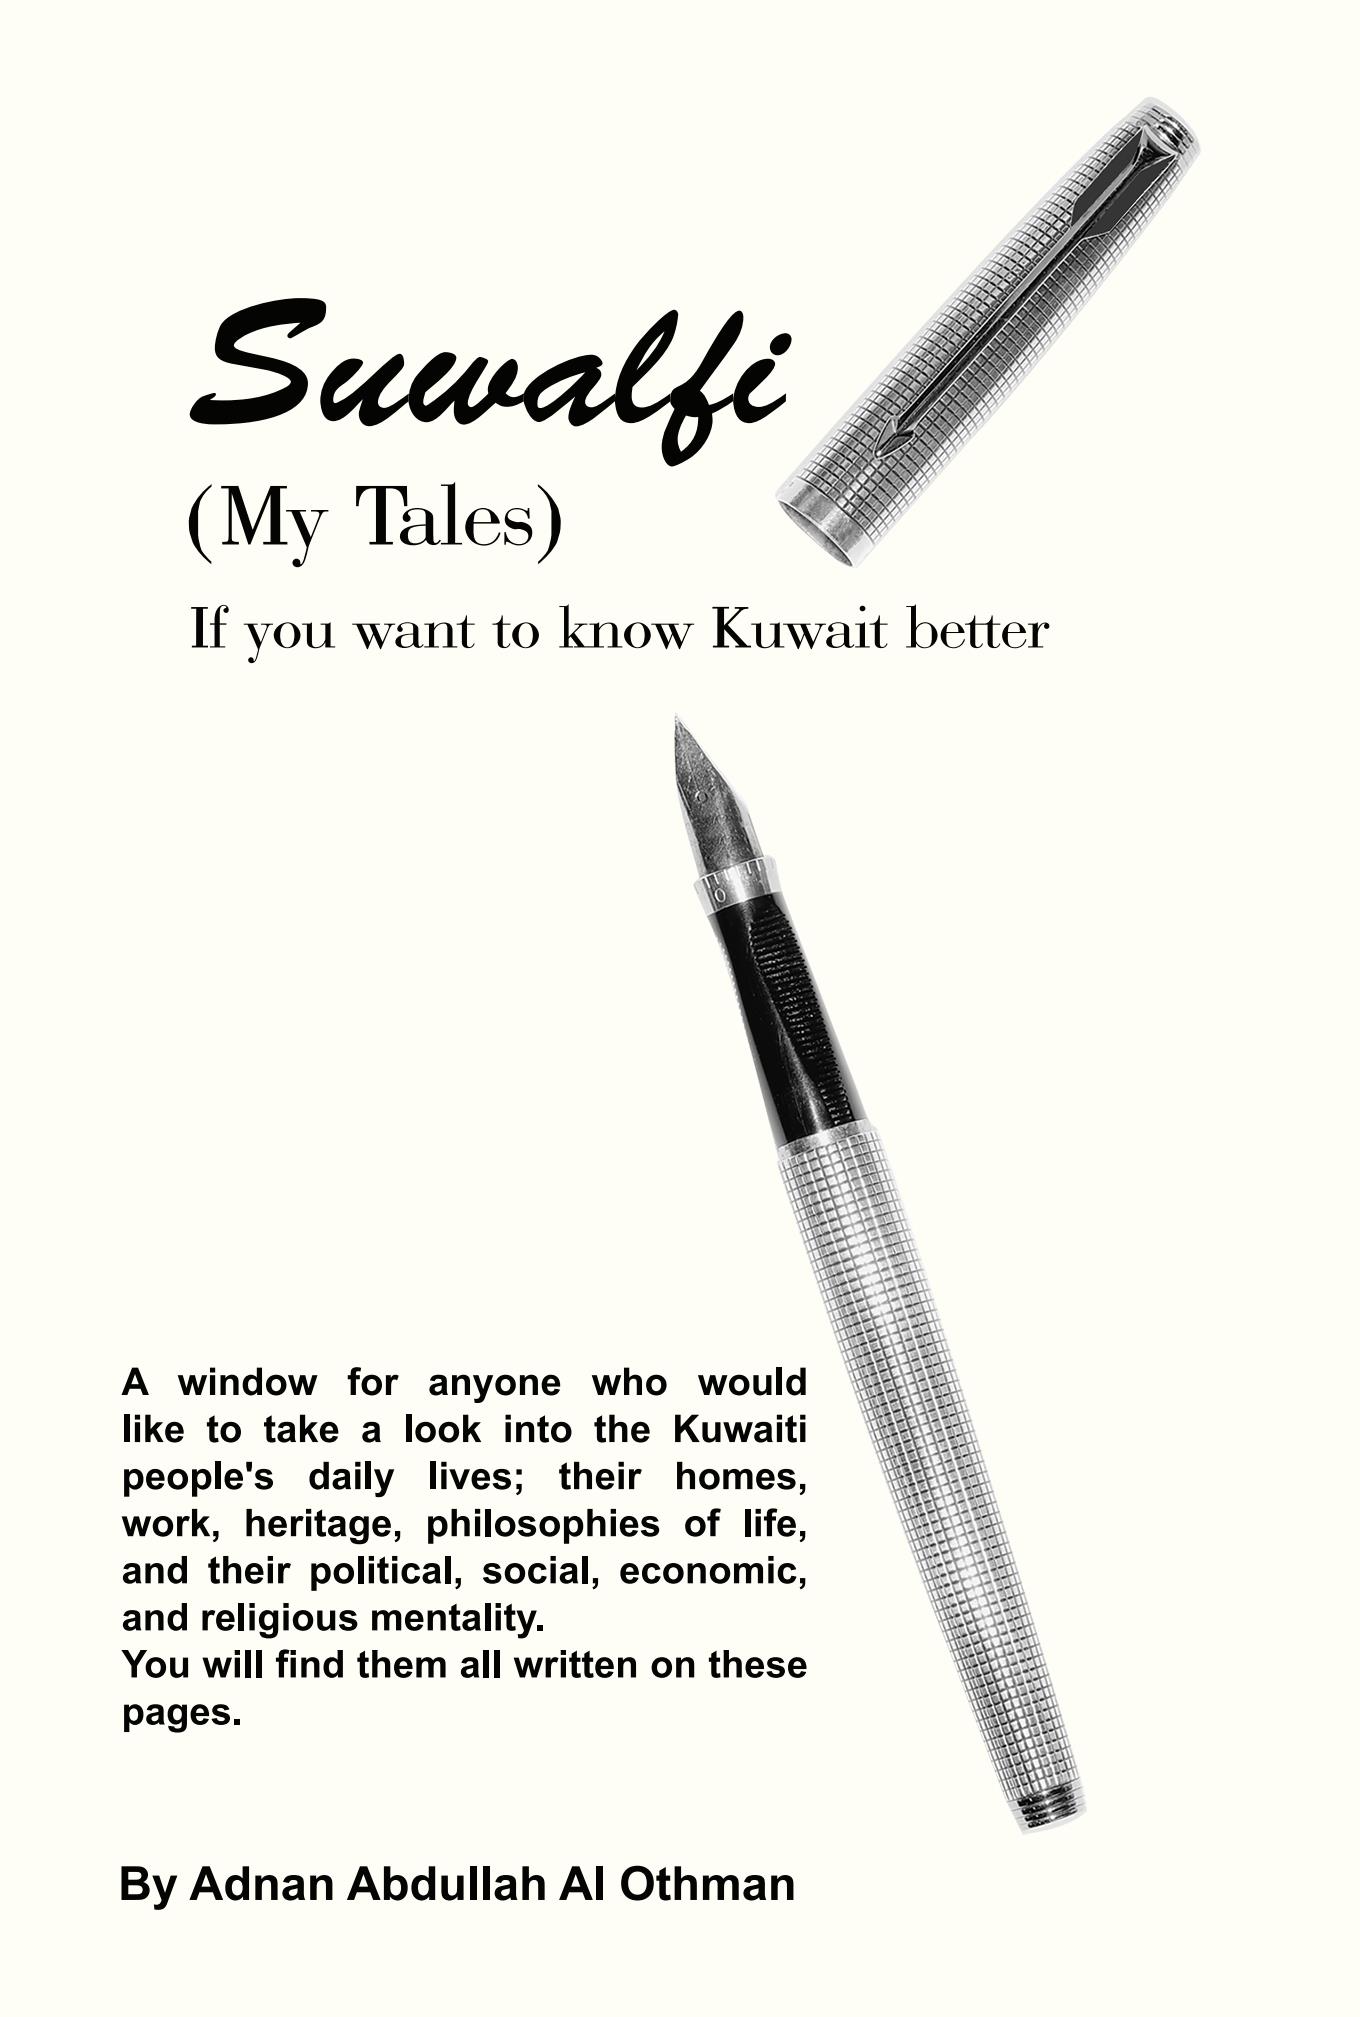 Suwalfi
(My Tales)
If you want to know Kuwait better
0
A window for anyone who would
like to take a look into the Kuwaiti
people's daily lives; their homes,
work, heritage, philosophies of life,
and their political, social, economic,
and religious mentality.
You will find them all written on these
pages.
By Adnan Abdullah Al Othman